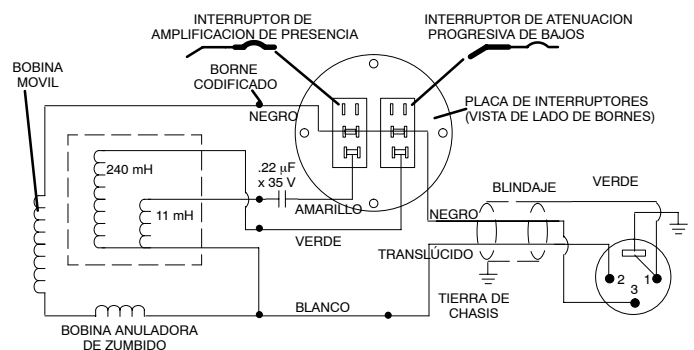 INTERRUPTOR DE
AMPLIFICACION DE PRESENCIA
INTERRUPTOR DE ATENUACION
PROGRESIVA DE BAJOS
BOBINA
MOVIL
BORNE
CODIFICADO
NEGRO
PLACA DE INTERRUPTORES
(VISTA DE LADO DE BORNES)
240 mH
.22 µF
x 35 V
11 mH
AMARILLO
VERDE
BLINDAJE
VERDE
NEGRO
TRANSLÚCIDO
2
1
3
TIERRA DE
CHASIS
BLANCO
BOBINA ANULADORA
DE ZUMBIDO